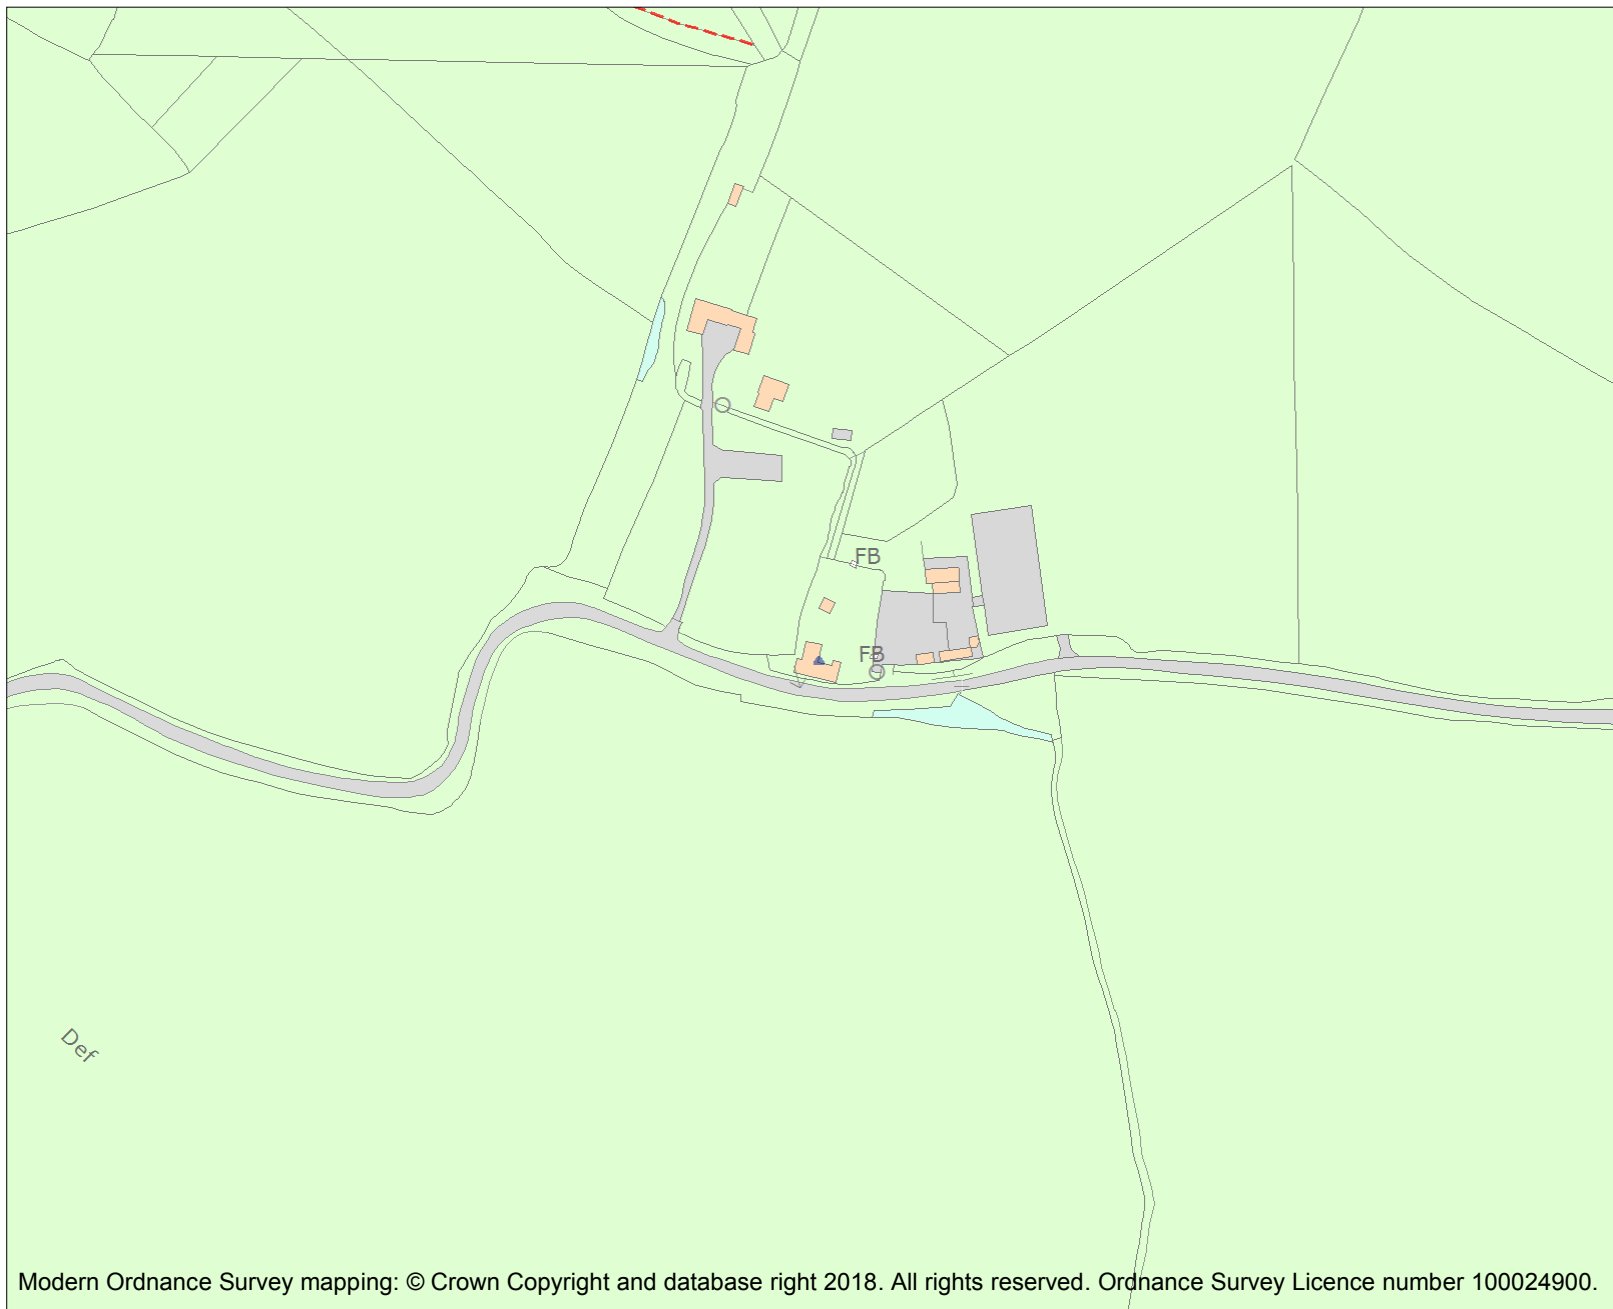 FB
FB
Def
Modern Ordnance Survey mapping: © Crown Copyright and database right 2018. All rights reserved. Ordnance Survey Licence number 100024900.